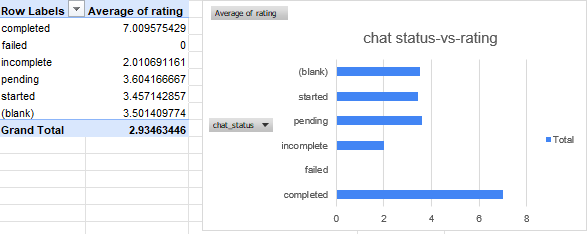 Row Labels Average of rating
completed 7.009575429
failed 0
incomplete 2.010691161
pending 3.604166667
started 3.457142857
(blank) 3.501409774
Grand Total 2.93463446
Average of rating
chat status-vs-rating
(blank)
started
pending
incomplete
failed
completed
0 2 4 6 8
chat_status
Total